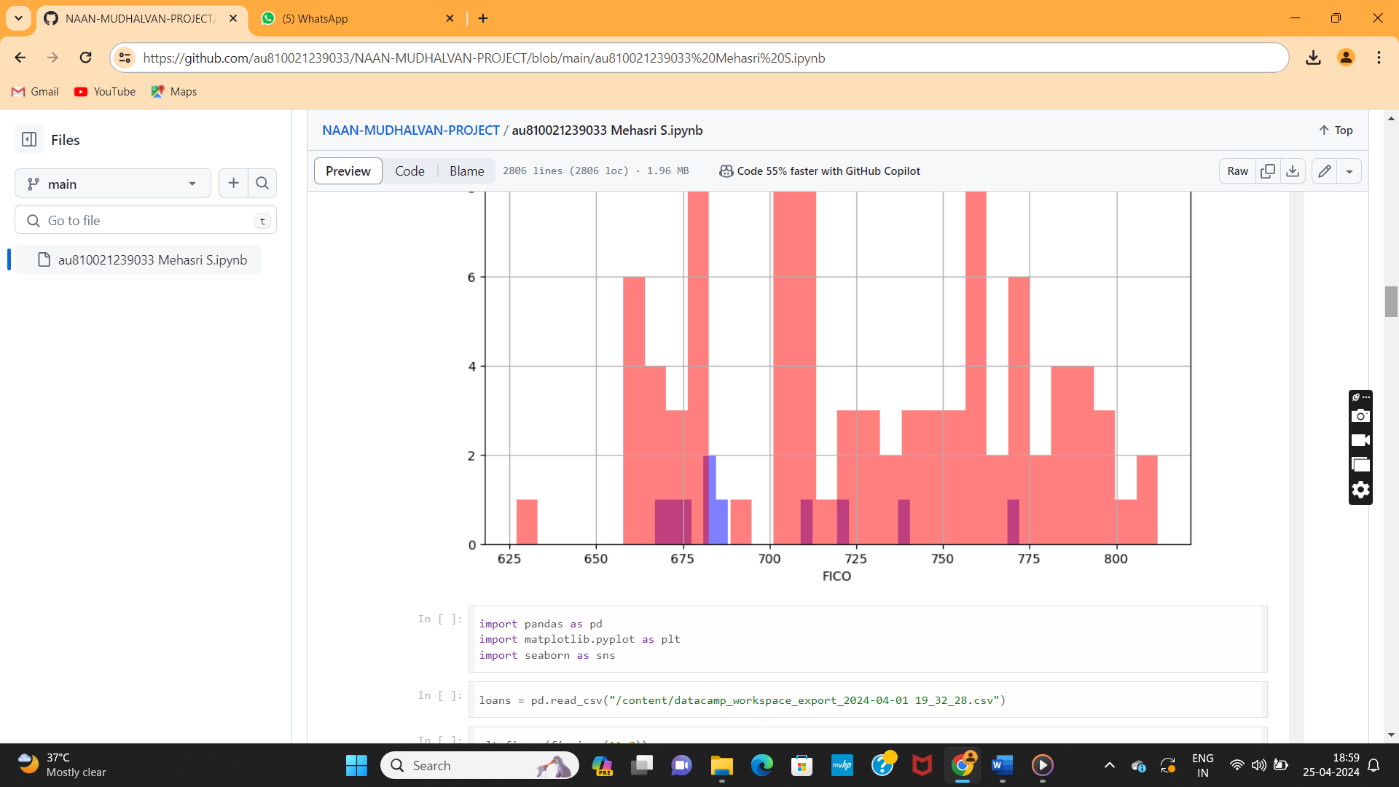 NAAN-MUDHALVAN-PROJECT/
(5) WhatsApp
https://github.com/au810021239033/NAAN-MUDHALVAN-PROJECT/blob/main/au810021239033%20Mehasri%20S.ipynb
Gmail YouTube Maps
Files
NAAN-MUDHALVAN-PROJECT / au810021239033 Mehasri S.ipynb
Top
main
Preview Code Blame 2806 lines (2806 loc) · 1.96 MB Code 55% faster with GitHub Copilot Raw
Go to file t
au810021239033 Mehasri S.ipynb
6
4
2
0
625 650 675 700 725 750 775 800
FICO
In [ ]:
import pandas as pd
import matplotlib.pyplot as plt
import seaborn as sns
In [ ]:
loans = pd.read_csv("/content/datacamp_workspace_export_2024-04-01 19_32_28.csv")
In [ ]:
37°C
Mostly clear
Search
PRE
myhp
ENG
IN
18:59
25-04-2024